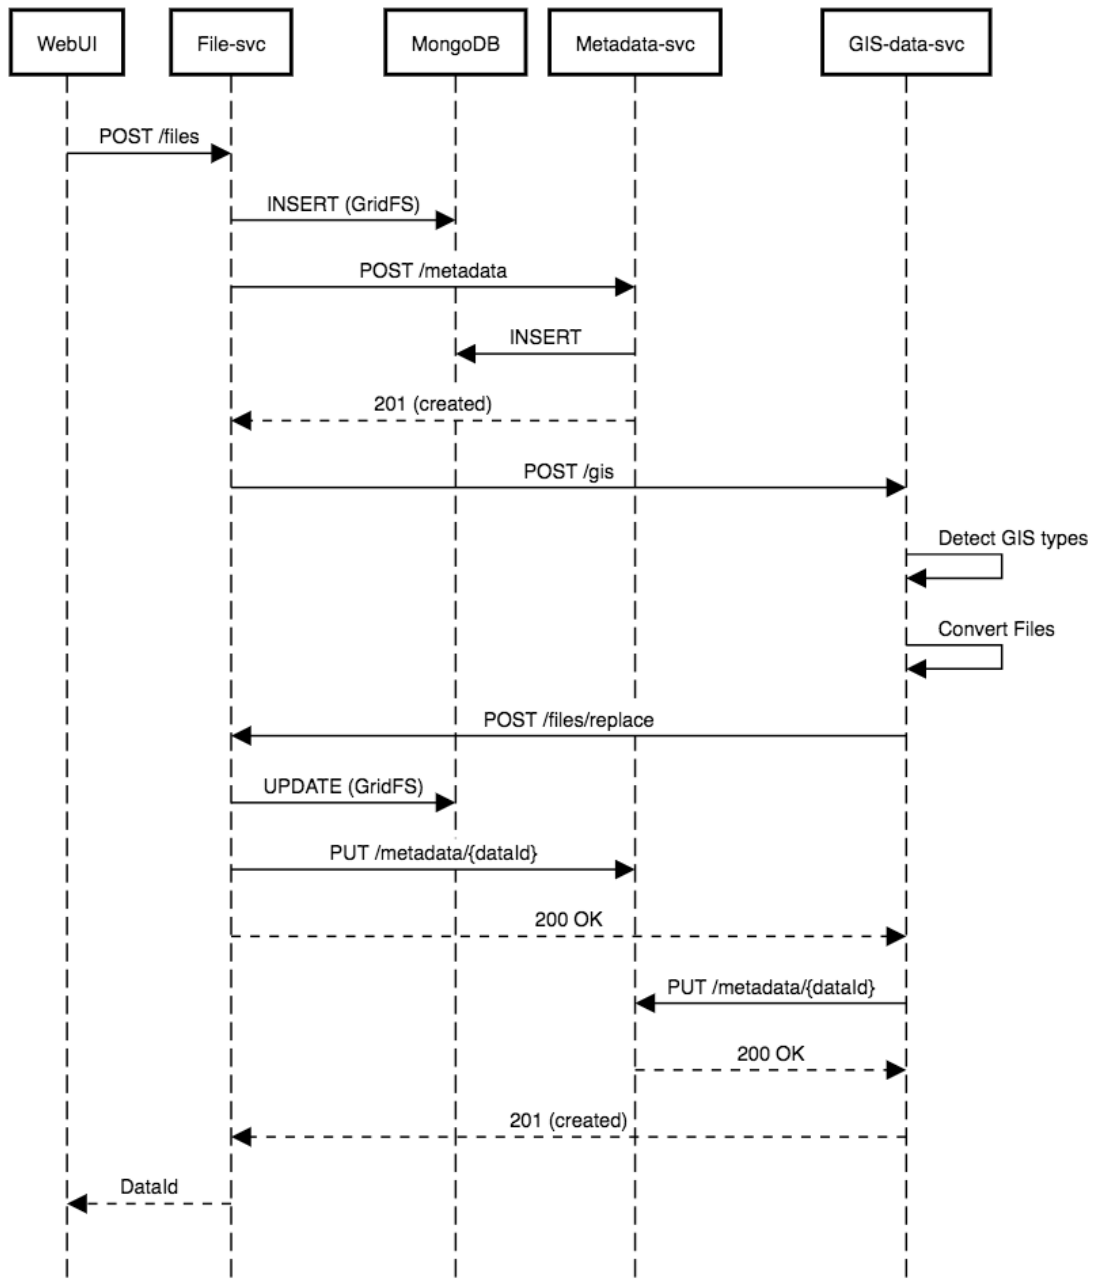 WebUI
File-svc
MongoDB
Metadata-svc
GIS-data-svc
POST /files
INSERT (GridFS)
POST /metadata
INSERT
201 (created)
POST /gis
Detect GIS types
Convert Files
POST /files/replace
UPDATE (GridFS)
PUT /metadata/{dataId}
200 OK
PUT /metadata/{dataId}
200 OK
201 (created)
DataId